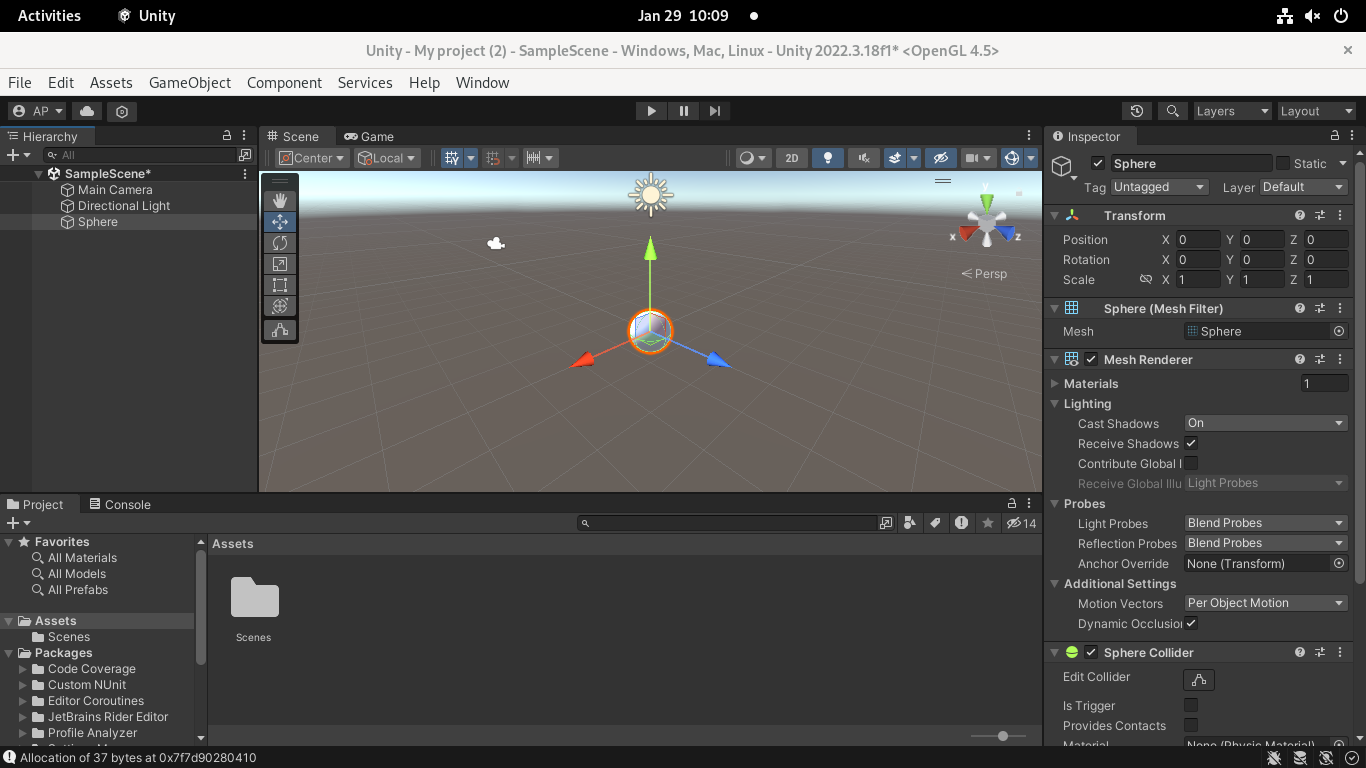 Activities Unity Jan 29 10:09
Unity - My project (2) - SampleScene - Windows, Mac, Linux - Unity 2022.3.18f1* <OpenGL 4.5>
File Edit Assets GameObject Component Services Help Window
AP Layers Layout
Hierarchy
All
SampleScene*
Main Camera
Directional Light
Sphere
Scene Game
Center Local 2D
y
x z
Persp
Inspector
Sphere Static
Tag Untagged Layer Default
Transform
Position X 0 Y 0 Z 0
Rotation X 0 Y 0 Z 0
Scale X 1 Y 1 Z 1
Sphere (Mesh Filter)
Mesh Sphere
Mesh Renderer
Materials 1
Lighting
Cast Shadows On
Receive Shadows
Contribute Global I
Receive Global Illu Light Probes
Probes
Light Probes Blend Probes
Reflection Probes Blend Probes
Anchor Override None (Transform)
Additional Settings
Motion Vectors Per Object Motion
Dynamic Occlusion
Sphere Collider
Edit Collider
Is Trigger
Provides Contacts
Material None (Physic Material)
Project Console
14
Favorites
All Materials
All Models
All Prefabs
Assets
Scenes
Packages
Code Coverage
Custom NUnit
Editor Coroutines
JetBrains Rider Editor
Profile Analyzer
Assets
Scenes
Allocation of 37 bytes at 0x7f7d90280410